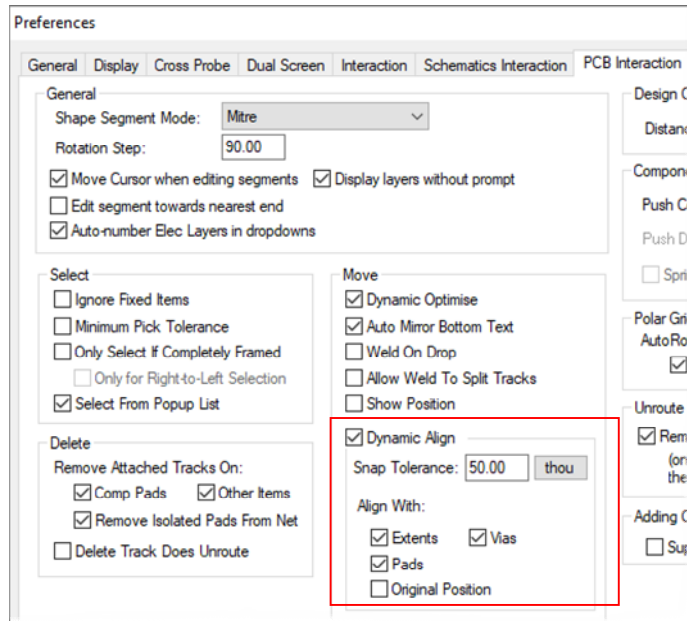 Preferences
General Display Cross Probe Dual Screen Interaction Schematics Interaction PCB Interaction
General
Shape Segment Mode: Mitre
Rotation Step: 90.00
Move Cursor when editing segments Display layers without prompt
Edit segment towards nearest end
Auto-number Elec Layers in dropdowns
Select
Ignore Fixed Items
Minimum Pick Tolerance
Only Select If Completely Framed
Only for Right-to-Left Selection
Select From Popup List
Delete
Remove Attached Tracks On:
Comp Pads Other Items
Remove Isolated Pads From Net
Delete Track Does Unroute
Move
Dynamic Optimise
Auto Mirror Bottom Text
Weld On Drop
Allow Weld To Split Tracks
Show Position
Dynamic Align
Snap Tolerance: 50.00 thou
Align With:
Extents Vias
Pads
Original Position
Design
Distanc
Compone
Push C
Push D
Spri
Polar Gri
AutoRo
Unroute
Rem
(or
the
Adding
Sup